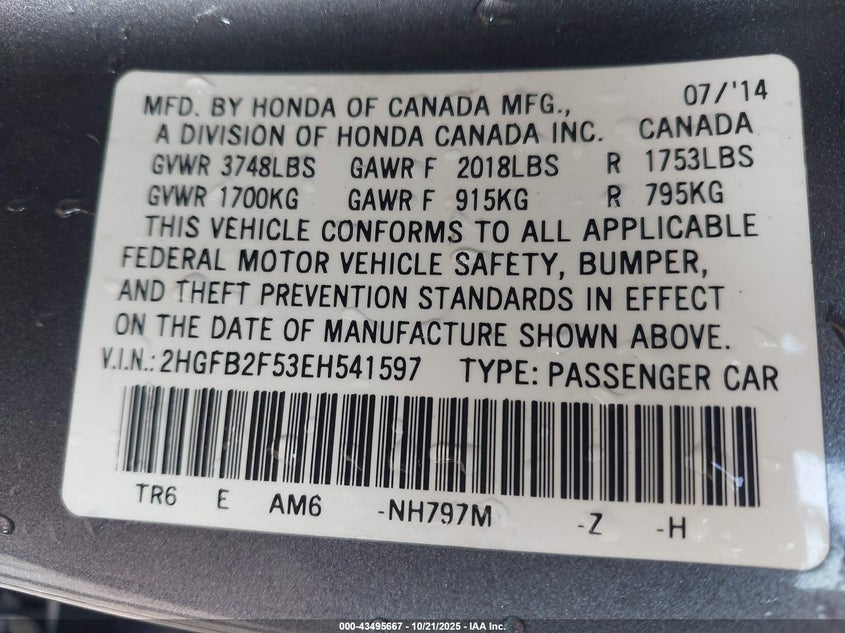 MFD. BY HONDA OF CANADA MFG., 07/'14
A DIVISION OF HONDA CANADA INC. CANADA
GVWR 3748LBS GAWR F 2018LBS R 1753LBS
GVWR 1700KG GAWR F 915KG R 795KG
THIS VEHICLE CONFORMS TO ALL APPLICABLE
FEDERAL MOTOR VEHICLE SAFETY, BUMPER,
AND THEFT PREVENTION STANDARDS IN EFFECT
ON THE DATE OF MANUFACTURE SHOWN ABOVE.
V.I.N.: 2HGFB2F53EH541597 TYPE: PASSENGER CAR
TR6 E AM6 -NH797M -Z -H
000-43495667 - 10/21/2025 - IAA Inc.